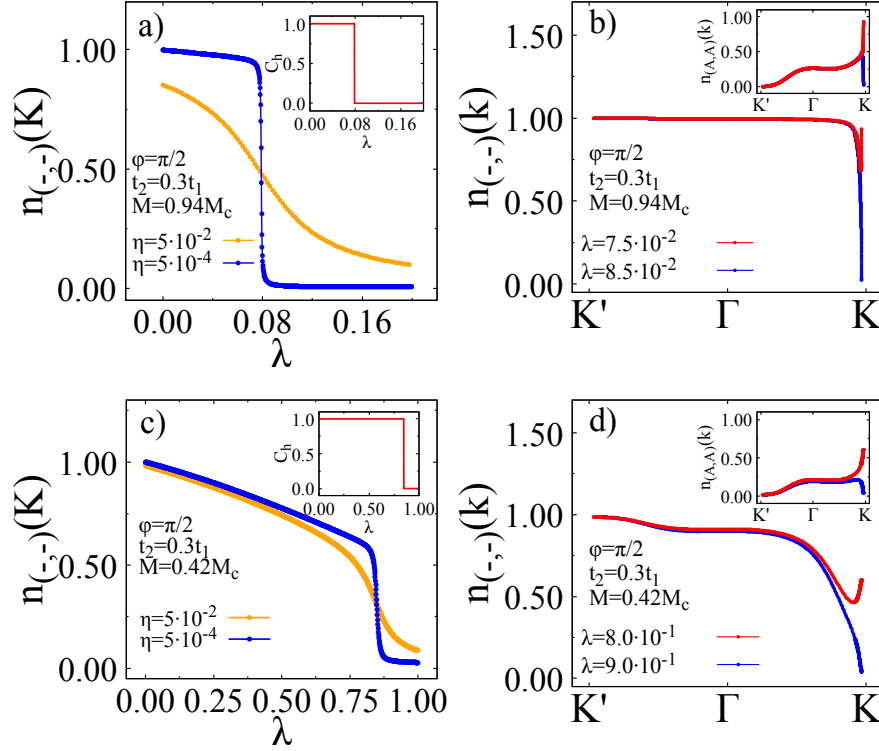 a)
n(-,-)(K)
1.00
0.50
0.00
φ=π/2
t2=0.3t1
M=0.94Mc
η=5·10-2
η=5·10-4
0.00 0.08 0.16
λ
Ch
1.0
0.5
0.0
0.00 0.08 0.16
λ
b)
n(-,-)(k)
1.50
1.00
0.50
0.00
φ=π/2
t2=0.3t1
M=0.94Mc
λ=7.5·10-2
λ=8.5·10-2
K' Γ K
n(A,A)(k)
1.00
0.50
0.00
K' Γ K
c)
n(-,-)(K)
1.00
0.50
0.00
φ=π/2
t2=0.3t1
M=0.42Mc
η=5·10-2
η=5·10-4
0.00 0.25 0.50 0.75 1.00
λ
Ch
1.0
0.5
0.0
0.00 0.50 1.00
λ
d)
n(-,-)(k)
1.50
1.00
0.50
0.00
φ=π/2
t2=0.3t1
M=0.42Mc
λ=8.0·10-1
λ=9.0·10-1
K' Γ K
n(A,A)(k)
1.00
0.50
0.00
K' Γ K